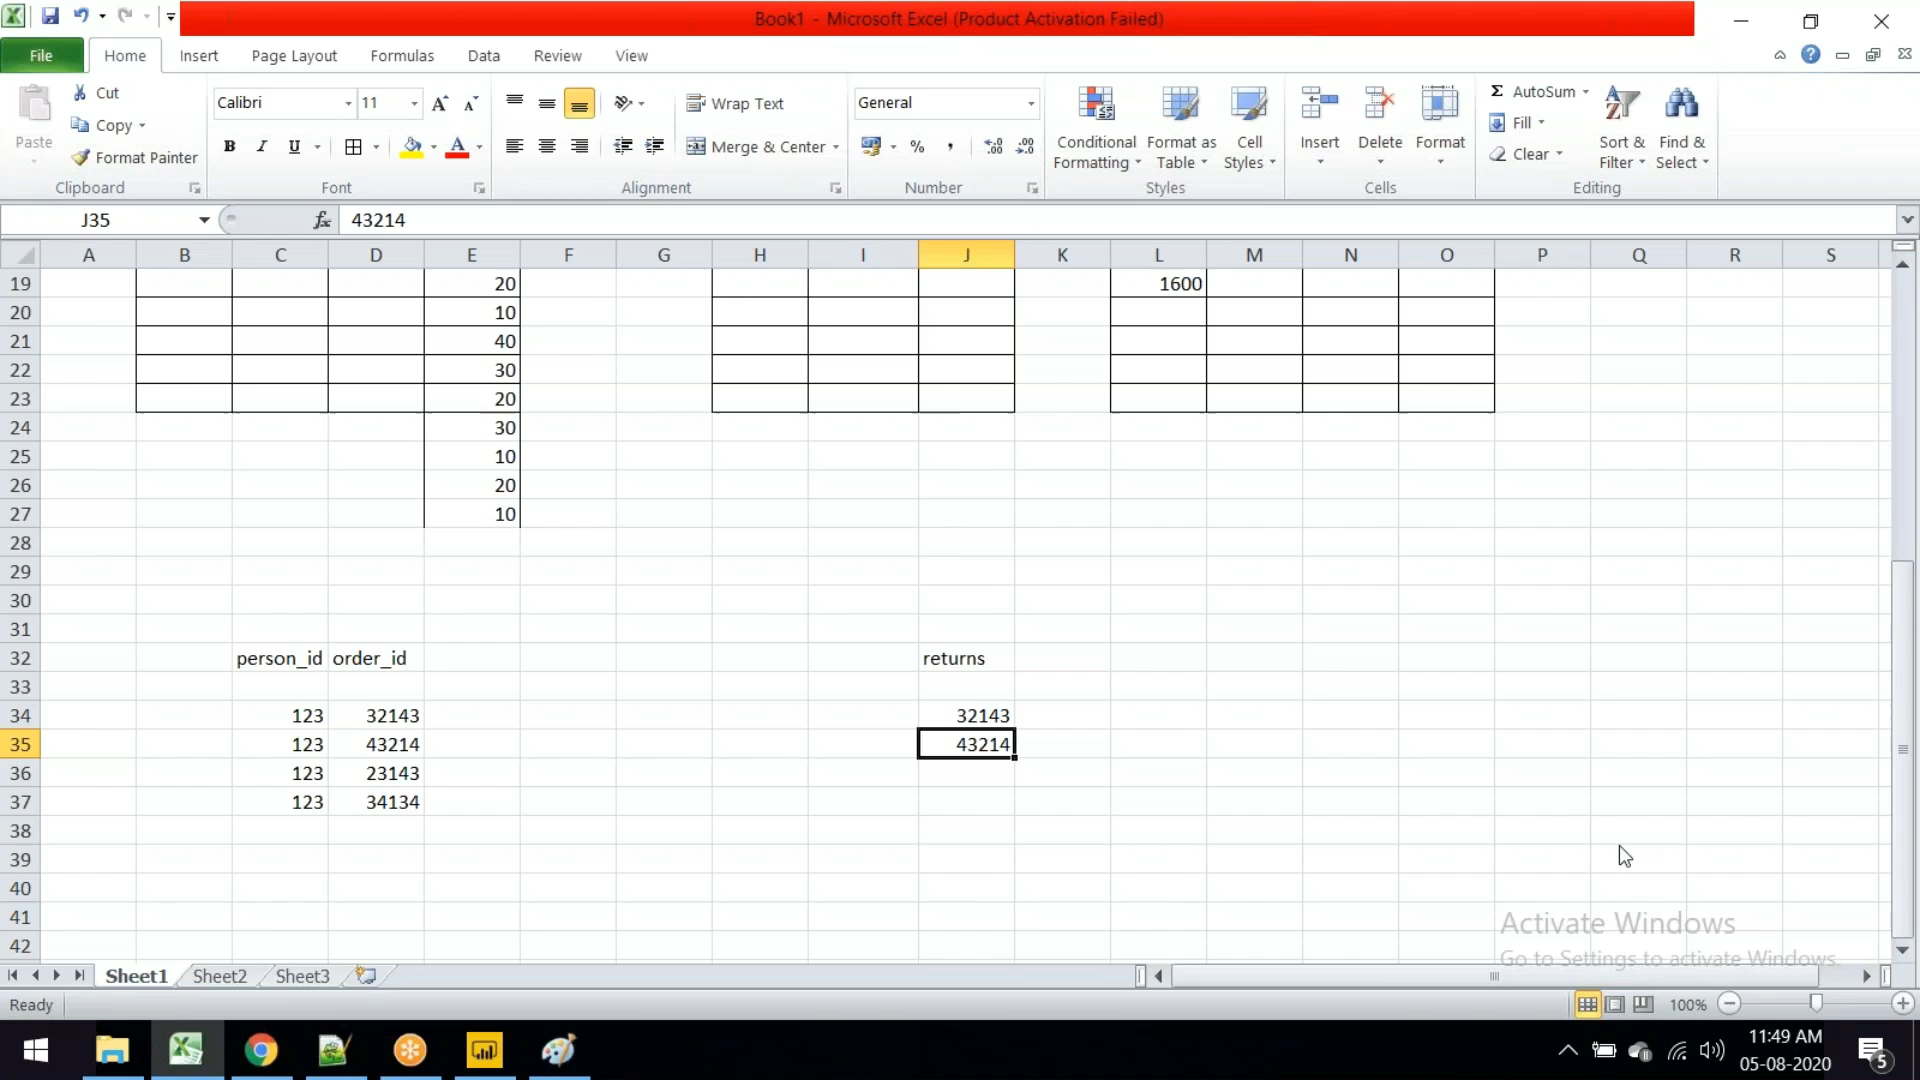 Book1 - Microsoft Excel (Product Activation Failed)
File Home Insert Page Layout Formulas Data Review View
Paste
Cut
Copy
Format Painter
Clipboard
Calibri 11
B I U
Font
Wrap Text
Merge & Center
Alignment
General
Number
Conditional Formatting
Format as Table
Cell Styles
Styles
Insert Delete Format
Cells
AutoSum
Fill
Clear
Sort & Filter
Find & Select
Editing
J35 fx 43214
A B C D E F G H I J K L M N O P Q R S
19 20 1600
20 10
21 40
22 30
23 20
24 30
25 10
26 20
27 10
28
29
30
31
32 person_id order_id returns
33
34 123 32143 32143
35 123 43214 43214
36 123 23143
37 123 34134
38
39
40
41
42
Activate Windows
Go to Settings to activate Windows.
Sheet1 Sheet2 Sheet3
Ready 100%
11:49 AM
05-08-2020
5